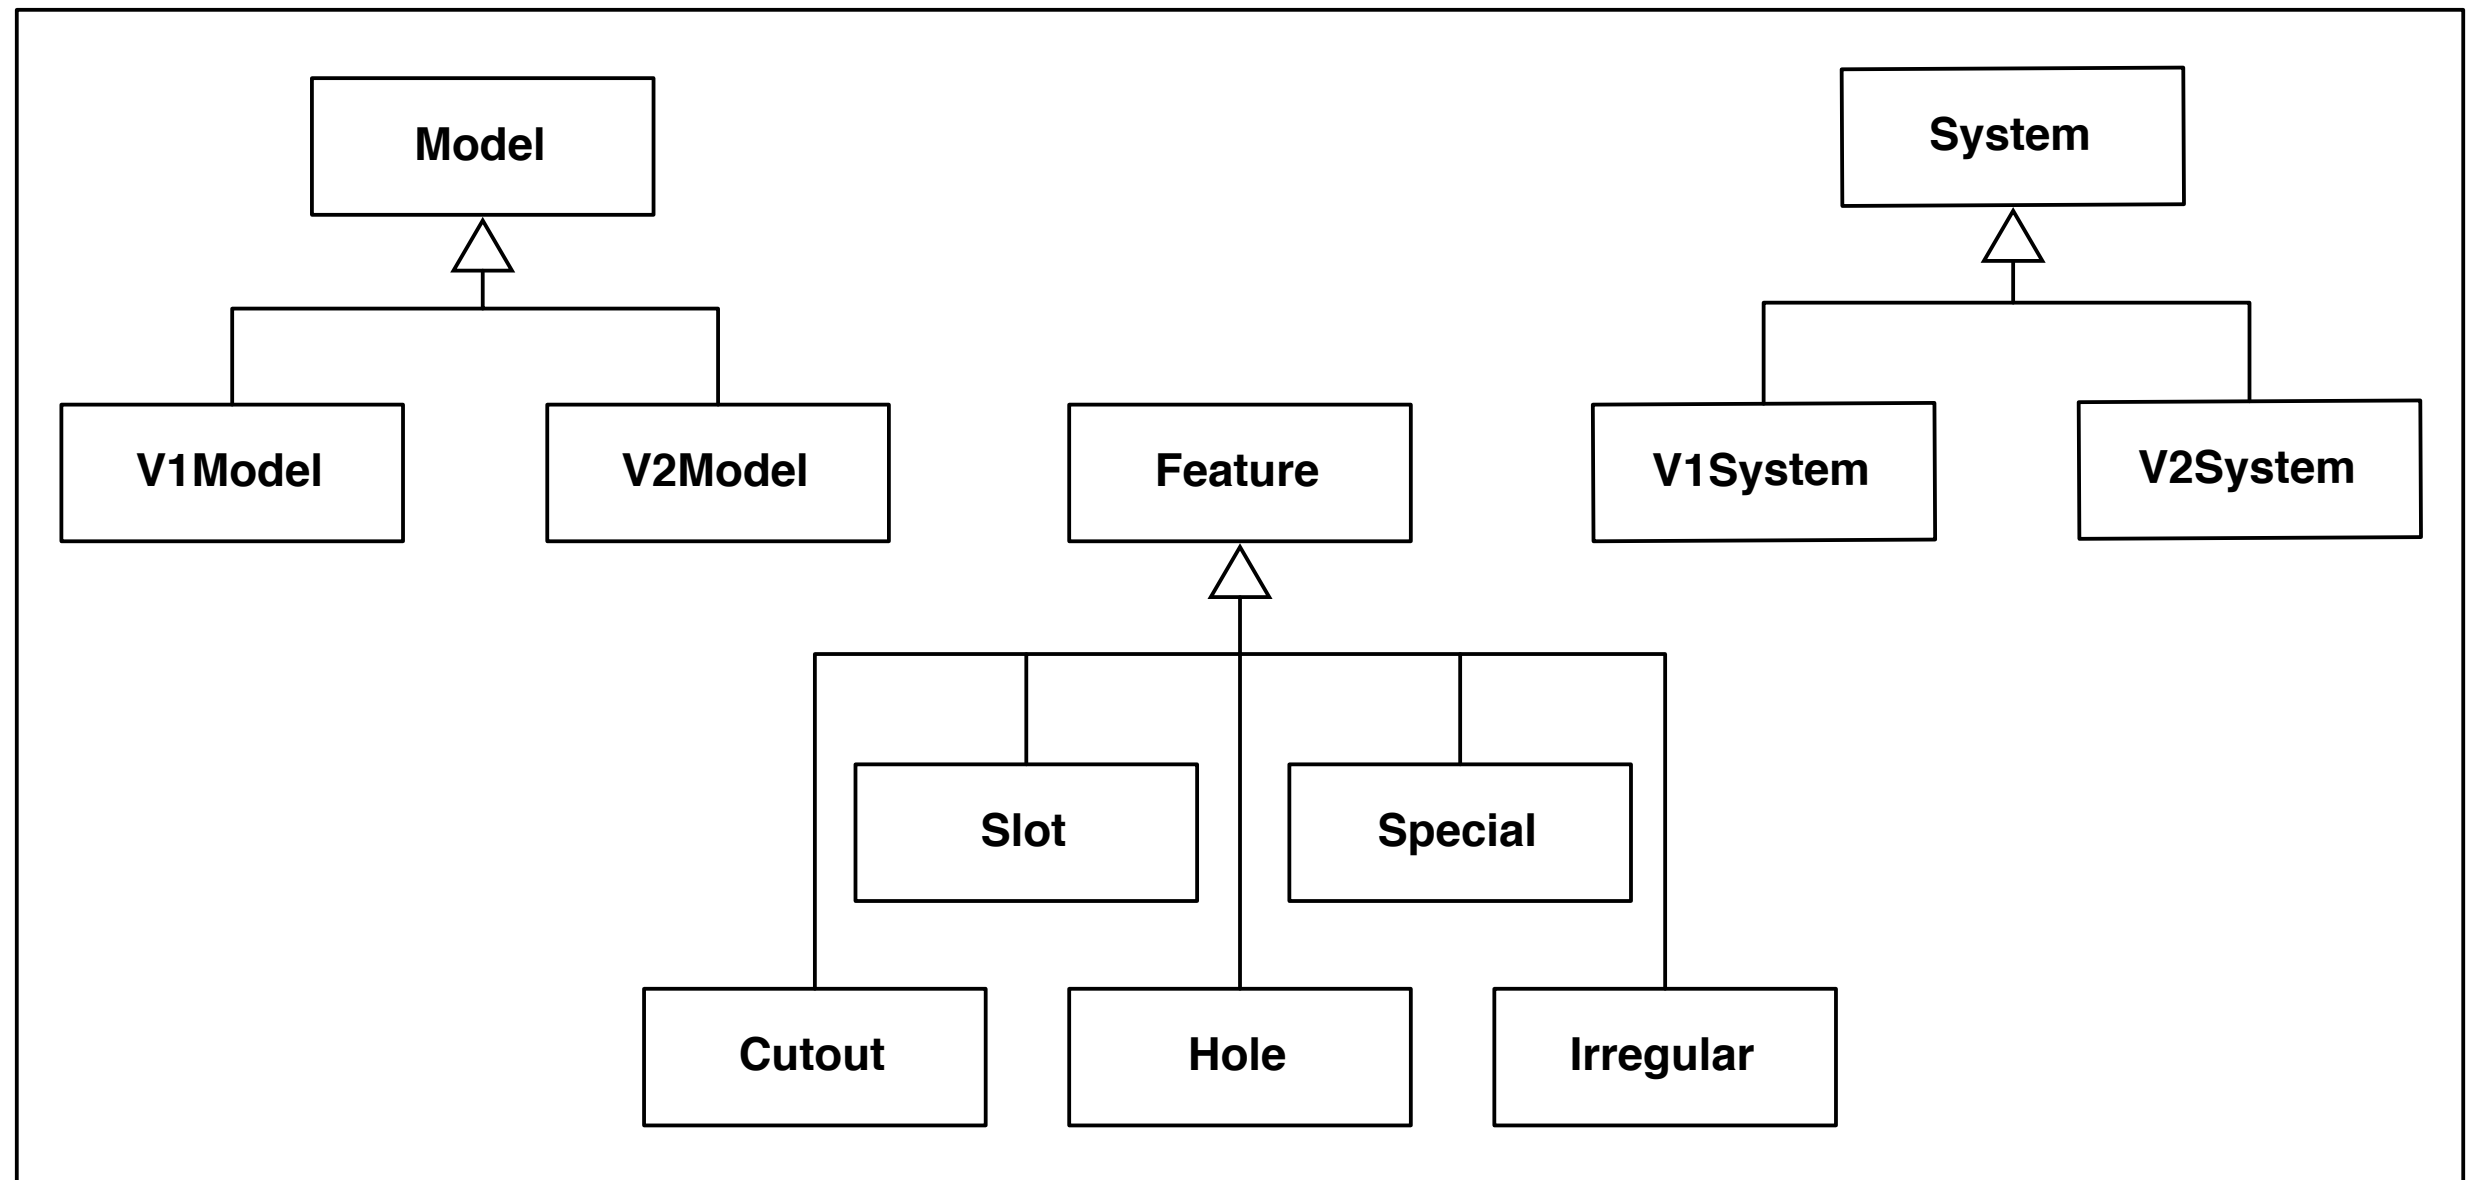 Model
System
V1Model
V2Model
Feature
V1System
V2System
Slot
Special
Cutout
Hole
Irregular